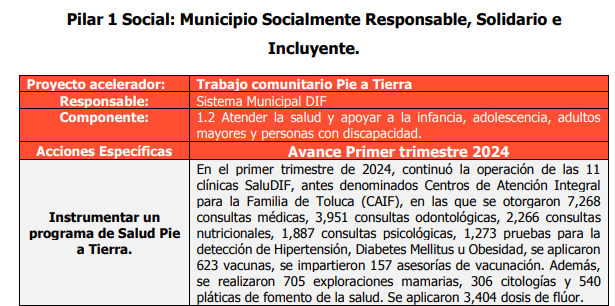 Pilar 1 Social: Municipio Socialmente Responsable, Solidario e
Incluyente.
Proyecto acelerador: Trabajo comunitario Pie a Tierra
Responsable: Sistema Municipal DIF
Componente: 1.2 Atender la salud y apoyar a la infancia, adolescencia, adultos
mayores y personas con discapacidad.
Acciones Específicas Avance Primer trimestre 2024
Instrumentar un
programa de Salud Pie
a Tierra.
En el primer trimestre de 2024, continuó la operación de las 11
clínicas SaluDIF, antes denominados Centros de Atención Integral
para la Familia de Toluca (CAIF), en las que se otorgaron 7,268
consultas médicas, 3,951 consultas odontológicas, 2,266 consultas
nutricionales, 1,887 consultas psicológicas, 1,273 pruebas para la
detección de Hipertensión, Diabetes Mellitus u Obesidad, se aplicaron
623 vacunas, se impartieron 157 asesorías de vacunación. Además,
se realizaron 705 exploraciones mamarias, 306 citologías y 540
pláticas de fomento de la salud. Se aplicaron 3,404 dosis de flúor.